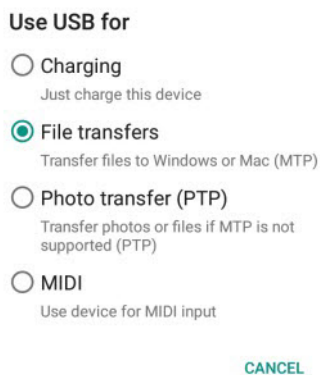 Use USB for
Charging
Just charge this device
File transfers
Transfer files to Windows or Mac (MTP)
Photo transfer (PTP)
Transfer photos or files if MTP is not
supported (PTP)
MIDI
Use device for MIDI input
CANCEL